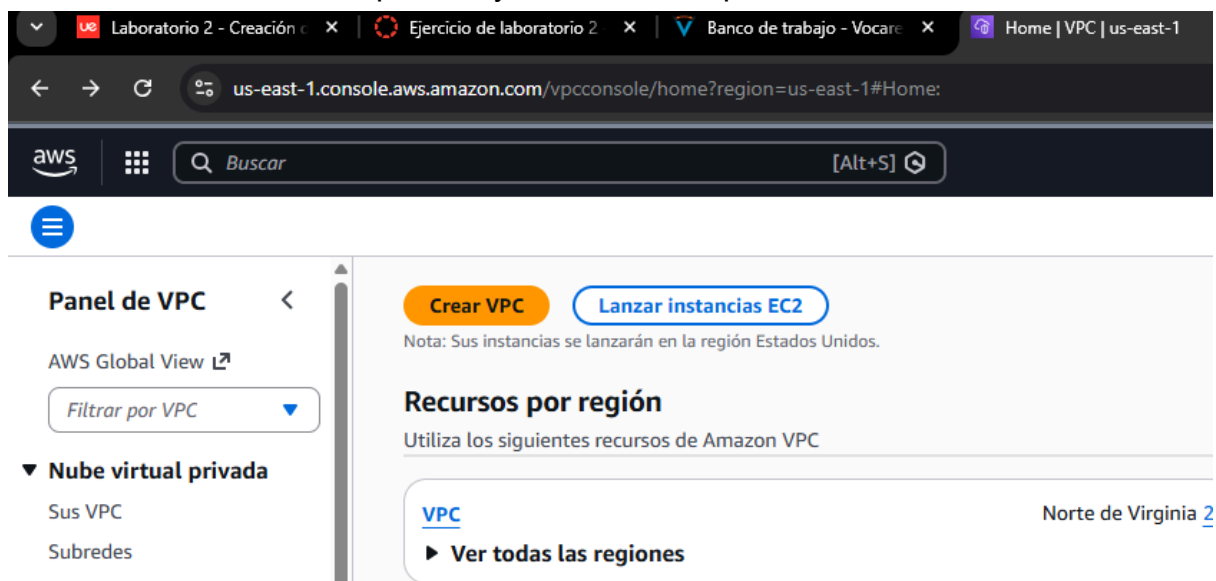 Laboratorio 2 - Creación
Ejercicio de laboratorio 2
Banco de trabajo - Vocare
Home | VPC | us-east-1
us-east-1.console.aws.amazon.com/vpcconsole/home?region=us-east-1#Home:
aws
Buscar
[Alt+S]
Panel de VPC
AWS Global View
Filtrar por VPC
Nube virtual privada
Sus VPC
Subredes
Crear VPC
Lanzar instancias EC2
Nota: Sus instancias se lanzarán en la región Estados Unidos.
Recursos por región
Utiliza los siguientes recursos de Amazon VPC
VPC
Norte de Virginia 2
Ver todas las regiones